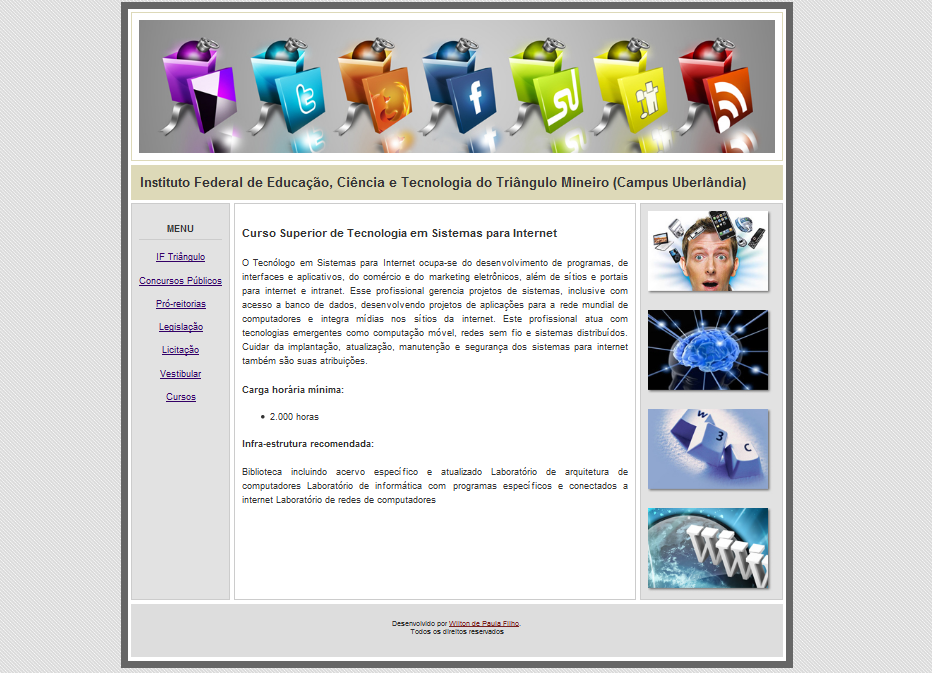 Instituto Federal de Educação, Ciência e Tecnologia do Triângulo Mineiro (Campus Uberlândia)
MENU
IF Triângulo
Concursos Públicos
Pró-reitorias
Legislação
Licitação
Vestibular
Cursos
Curso Superior de Tecnologia em Sistemas para Internet
O Tecnólogo em Sistemas para Internet ocupa-se do desenvolvimento de programas, de
interfaces e aplicativos, do comércio e do marketing eletrônicos, além de sítios e portais
para internet e intranet. Esse profissional gerencia projetos de sistemas, inclusive com
acesso a banco de dados, desenvolvendo projetos de aplicações para a rede mundial de
computadores e integra mídias nos sítios da internet. Este profissional atua com
tecnologias emergentes como computação móvel, redes sem fio e sistemas distribuídos.
Cuidar da implantação, atualização, manutenção e segurança dos sistemas para internet
também são suas atribuições.
Carga horária mínima:
• 2.000 horas
Infra-estrutura recomendada:
Biblioteca incluindo acervo específico e atualizado Laboratório de arquitetura de
computadores Laboratório de informática com programas específicos e conectados a
internet Laboratório de redes de computadores
W 3 C
WWW
Desenvolvido por Wilton de Paula Filho.
Todos os direitos reservados